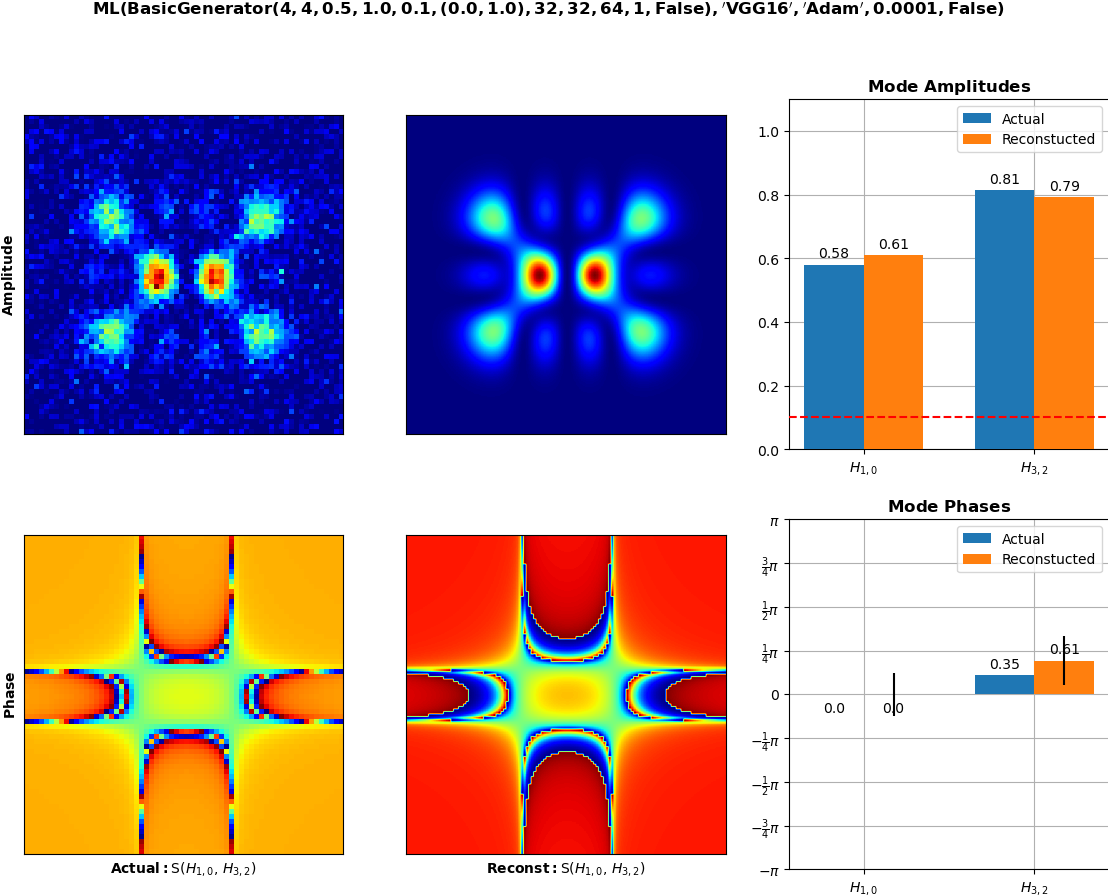 ML(BasicGenerator(4, 4, 0.5, 1.0, 0.1, (0.0, 1.0), 32, 32, 64, 1, False), 'VGG16', 'Adam', 0.0001, False)
Amplitude
Mode Amplitudes
Actual
Reconstucted
1.0
0.8
0.6
0.4
0.2
0.0
0.58
0.61
0.81
0.79
H1,0
H3,2
Phase
Actual: S(H1,0, H3,2)
Reconst: S(H1,0, H3,2)
Mode Phases
Actual
Reconstucted
π
3/4π
1/2π
1/4π
0
−1/4π
−1/2π
−3/4π
−π
0.0
0.0
0.35
0.61
H1,0
H3,2